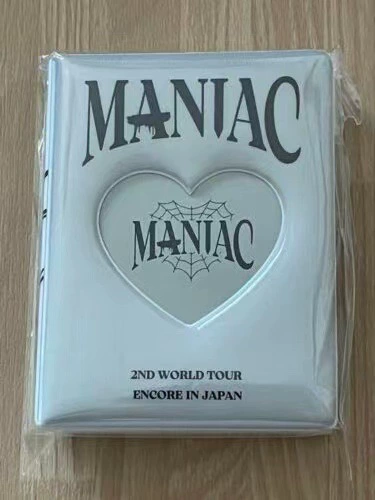 MANIAC
MANIAC
2ND WORLD TOUR
ENCORE IN JAPAN